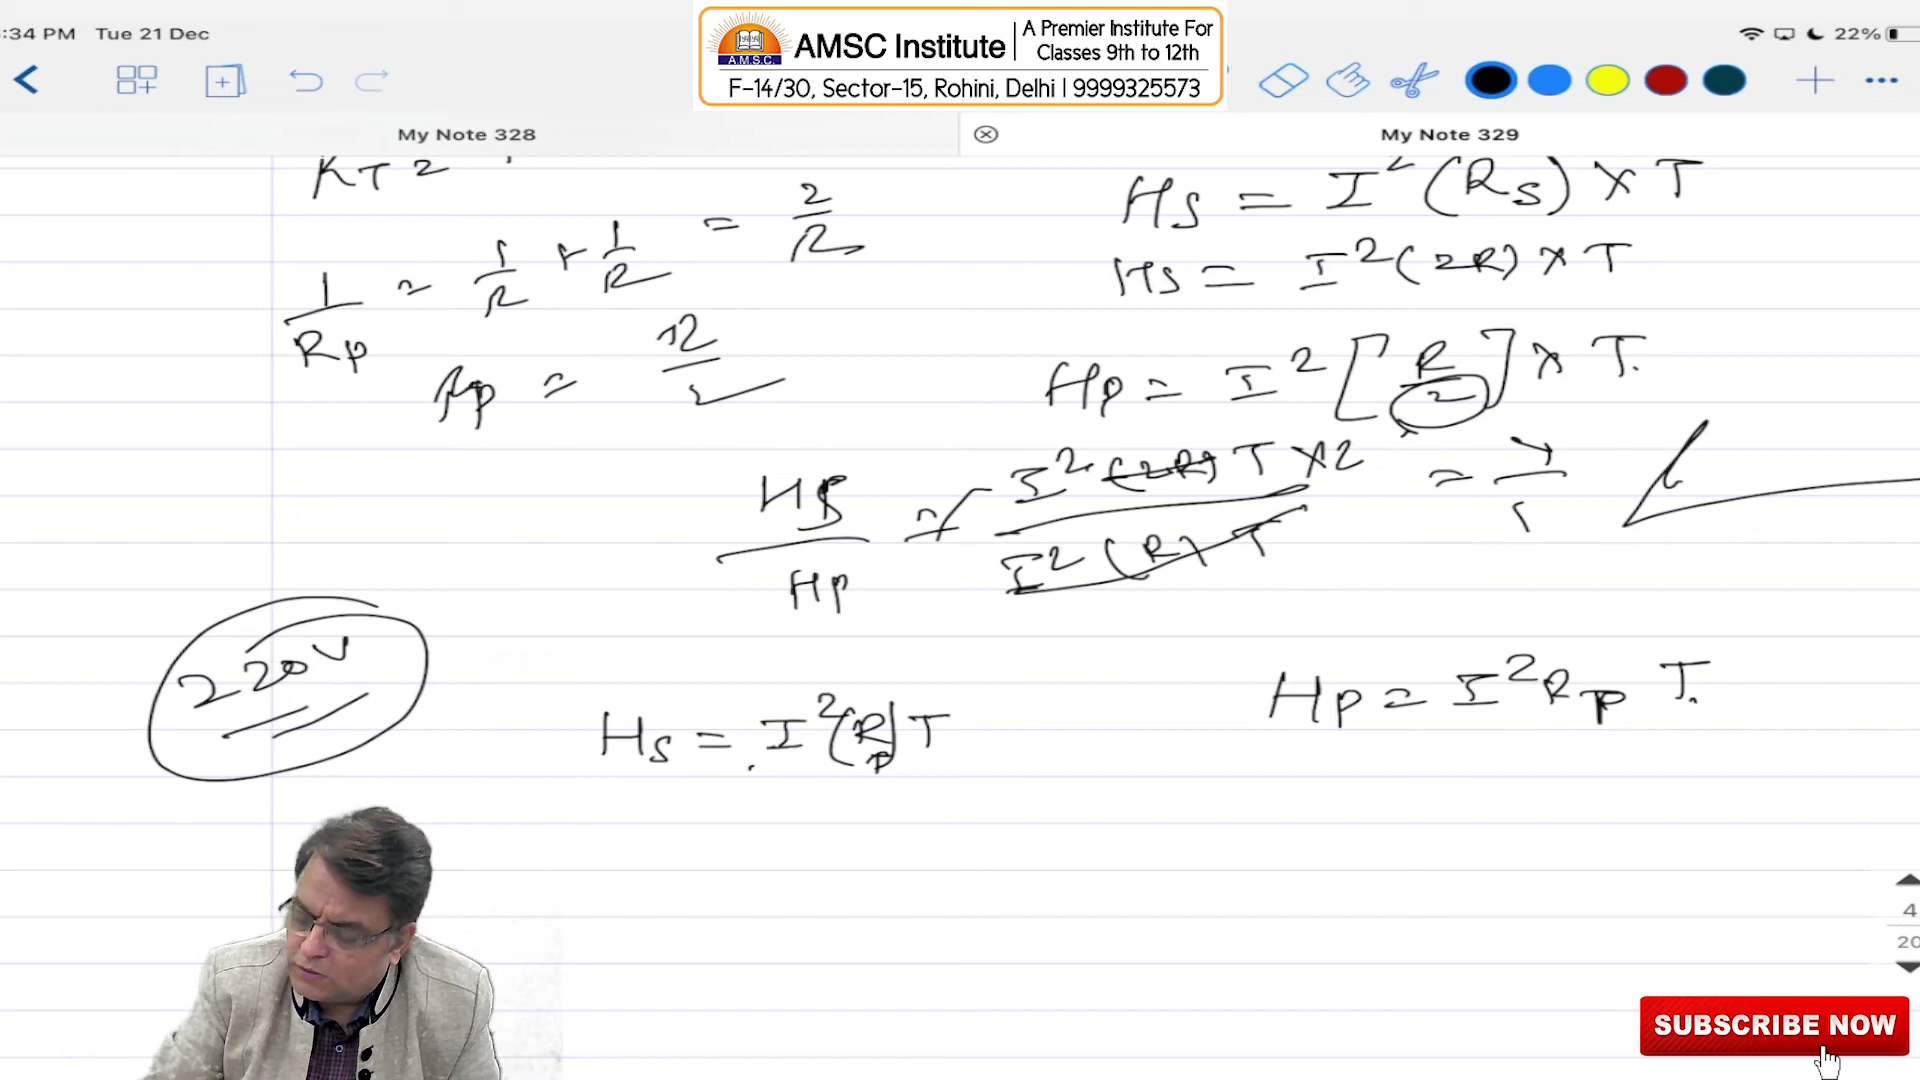 :34 PM Tue 21 Dec
AMSC Institute
A Premier Institute For
Classes 9th to 12th
A.M.S.C.
F-14/30, Sector-15, Rohini, Delhi | 9999325573
22%
My Note 328
My Note 329
KT2
1/Rp = 1/R + 1/R = 2/R
Rp = R/2
Hs = I² (Rs) × T
Hs = I² (2R) × T
Hp = I² [R/2] × T.
Hs/Hp = I² (2R) T × 2 / I² (R) T = 4/1
220V
Hs = I² (Rp) T
Hp = I² Rp T.
4
20
SUBSCRIBE NOW